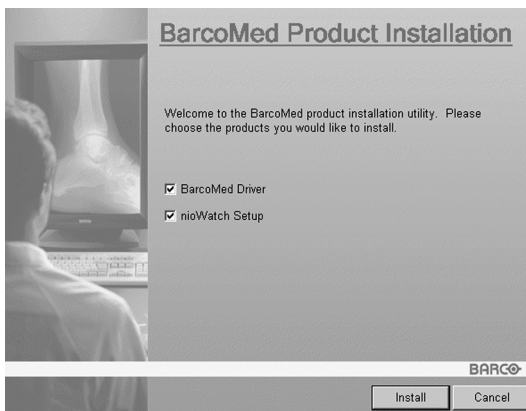 BarcoMed Product Installation
Welcome to the BarcoMed product installation utility. Please
choose the products you would like to install.
BarcoMed Driver
nioWatch Setup
BARCO
Install
Cancel